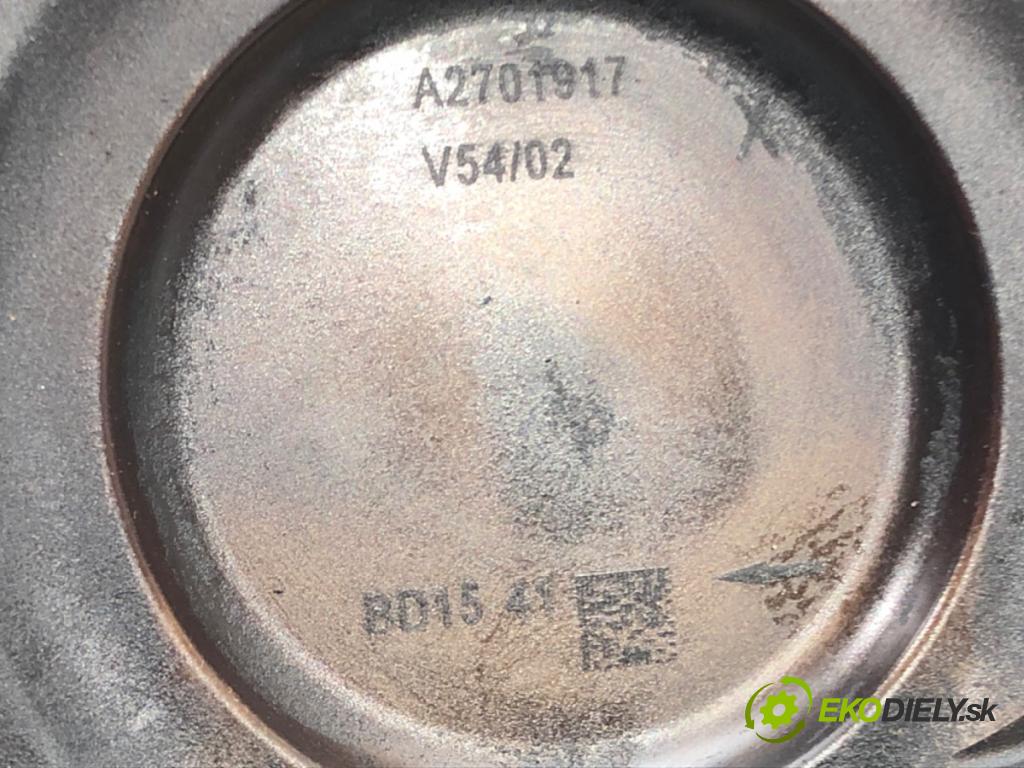 A2701917
X
V54/02
BD15 41
EKODIELY.sk